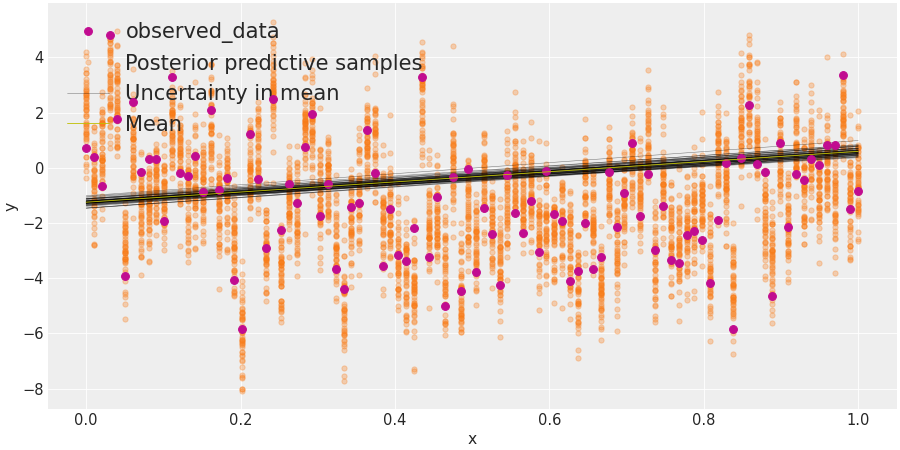 observed_data
Posterior predictive samples
Uncertainty in mean
Mean
y
4
2
0
−2
−4
−6
−8
0.0 0.2 0.4 0.6 0.8 1.0
x